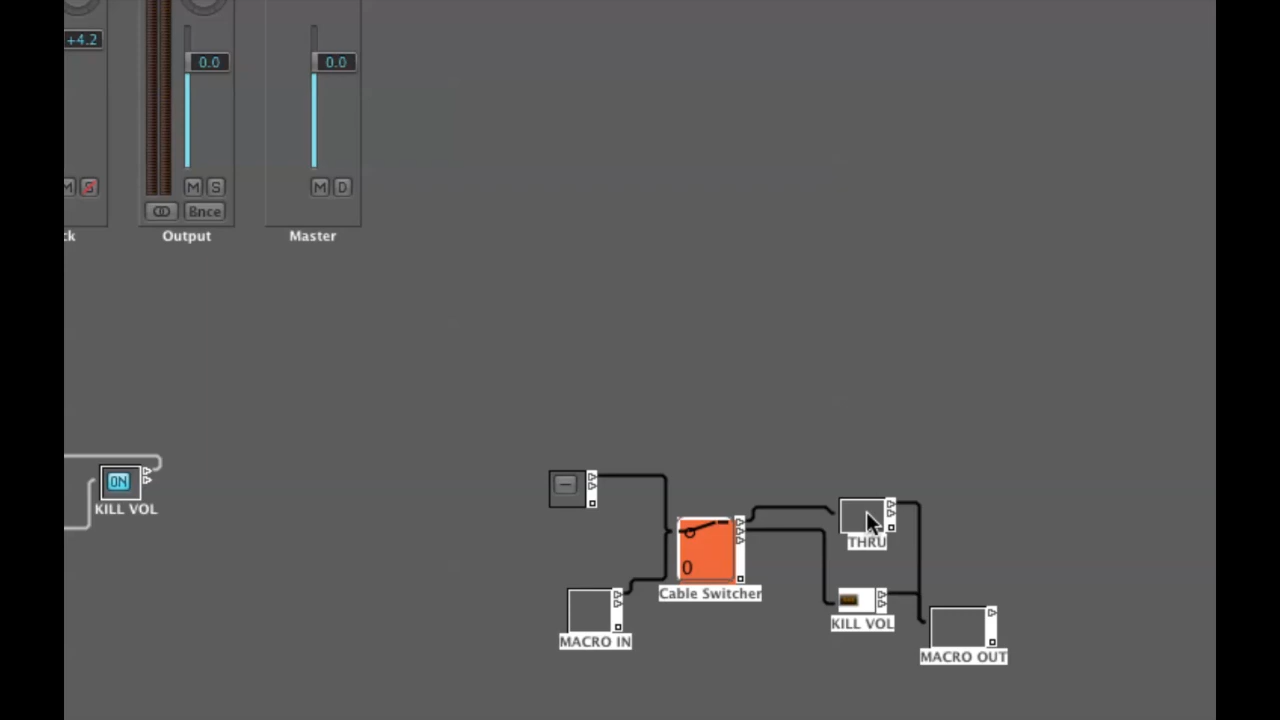 +4.2
0.0
0.0
M S
M S
M D
Bnce
ck
Output
Master
ON
KILL VOL
THRU
0
Cable Switcher
KILL VOL
MACRO IN
MACRO OUT